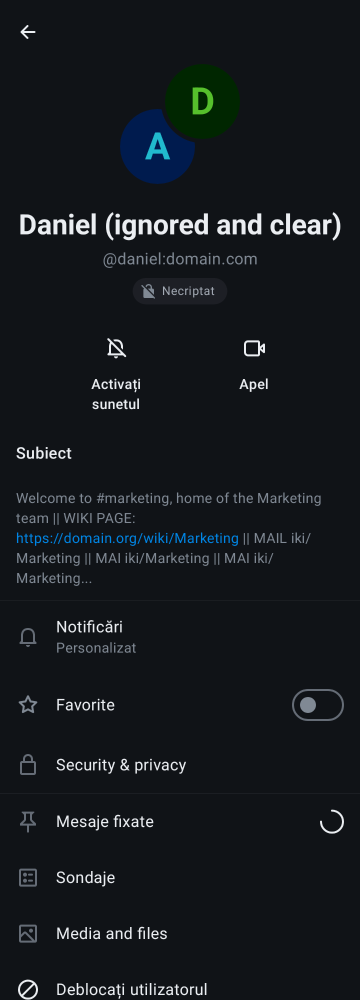 D
A
Daniel (ignored and clear)
@daniel:domain.com
Necriptat
Activați
sunetul
Apel
Subiect
Welcome to #marketing, home of the Marketing
team || WIKI PAGE:
https://domain.org/wiki/Marketing || MAIL iki/
Marketing || MAI iki/Marketing || MAI iki/
Marketing...
Notificări
Personalizat
Favorite
Security & privacy
Mesaje fixate
Sondaje
Media and files
Deblocați utilizatorul